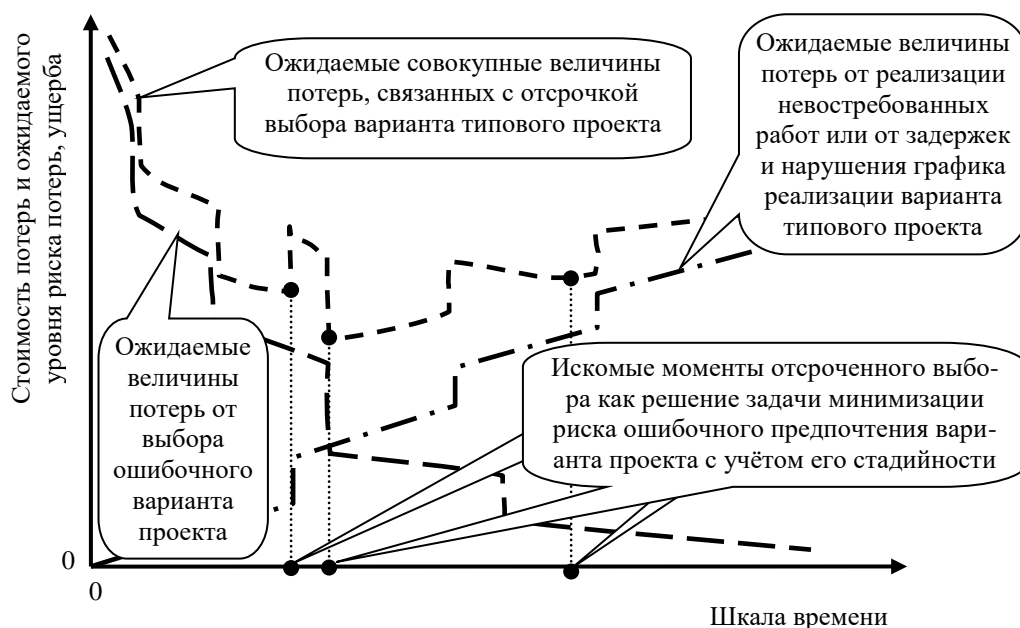 Стоимость потерь и ожидаемого
уровня риска потерь, ущерба
Ожидаемые совокупные величины
потерь, связанных с отсрочкой
выбора варианта типового проекта
Ожидаемые величины
потерь от реализации
невостребованных
работ или от задержек
и нарушения графика
реализации варианта
типового проекта
Ожидаемые
величины
потерь от
выбора
ошибочного
варианта
проекта
Искомые моменты отсроченного выбо-
ра как решение задачи минимизации
риска ошибочного предпочтения вари-
анта проекта с учётом его стадийности
0
0
Шкала времени